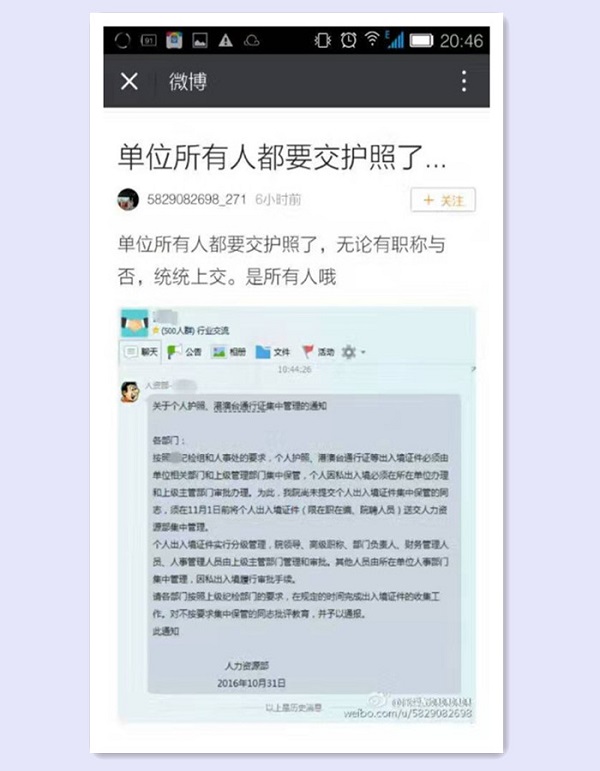 91
E
20:46
微博
单位所有人都要交护照了...
5829082698_271 6小时前
+ 关注
单位所有人都要交护照了，无论有职称与
否，统统上交。是所有人哦
(500人群) 行业交流
聊天 公告 相册 文件 活动
10:44:26
人资部-
关于个人护照、港澳台通行证集中管理的通知
各部门：
按照 纪检组和人事处的要求，个人护照、港澳台通行证等出入境证件必须由
单位相关部门和上级管理部门集中保管，个人因私出入境必须在所在单位办理
和上级主管部门审批办理。为此，我院尚未提交个人出入境证件集中保管的同
志，须在11月1日前将个人出入境证件（限在职在编、院聘人员）送交人力资
源部集中管理。
个人出入境证件实行分级管理，院领导、高级职称、部门负责人、财务管理人
员、人事管理人员由上级主管部门管理和审批。其他人员由所在单位人事部门
集中管理，因私出入境履行审批手续。
请各部门按照上级纪检部门的要求，在规定的时间完成出入境证件的收集工
作。对不按要求集中保管的同志批评教育，并予以通报。
此通知
人力资源部
2016年10月31日
以上是历史消息
weibo.com/u/5829082698